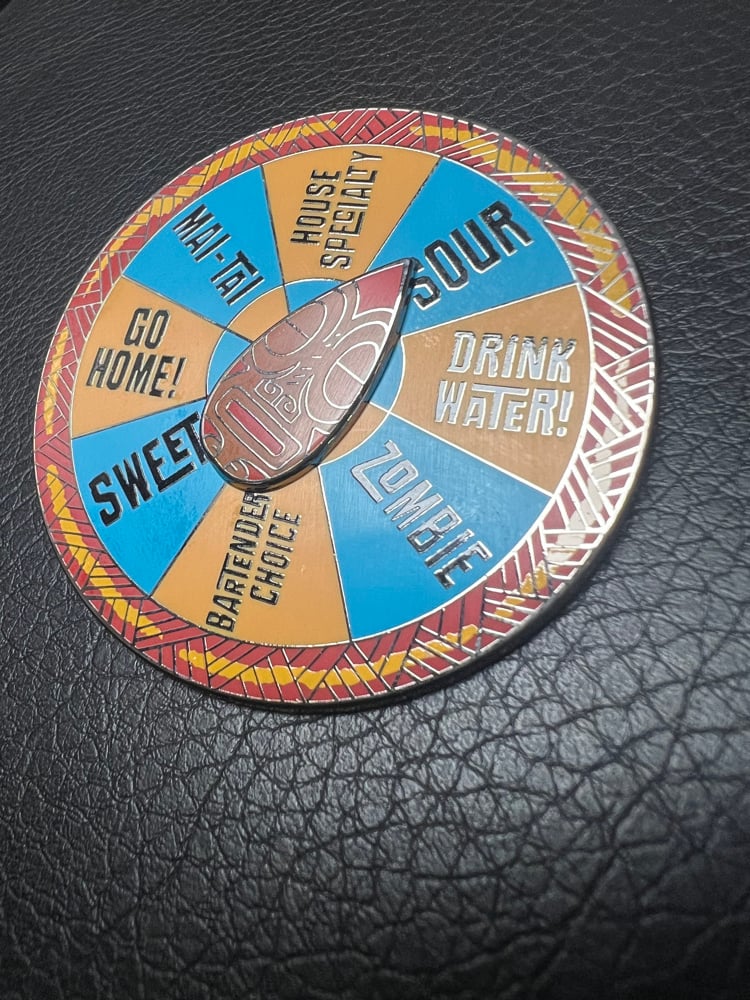 HOUSE
SPECIALTY
SOUR
DRINK
WATER!
ZOMBIE
BARTENDER
CHOICE
SWEET
GO
HOME!
MAI-TAI